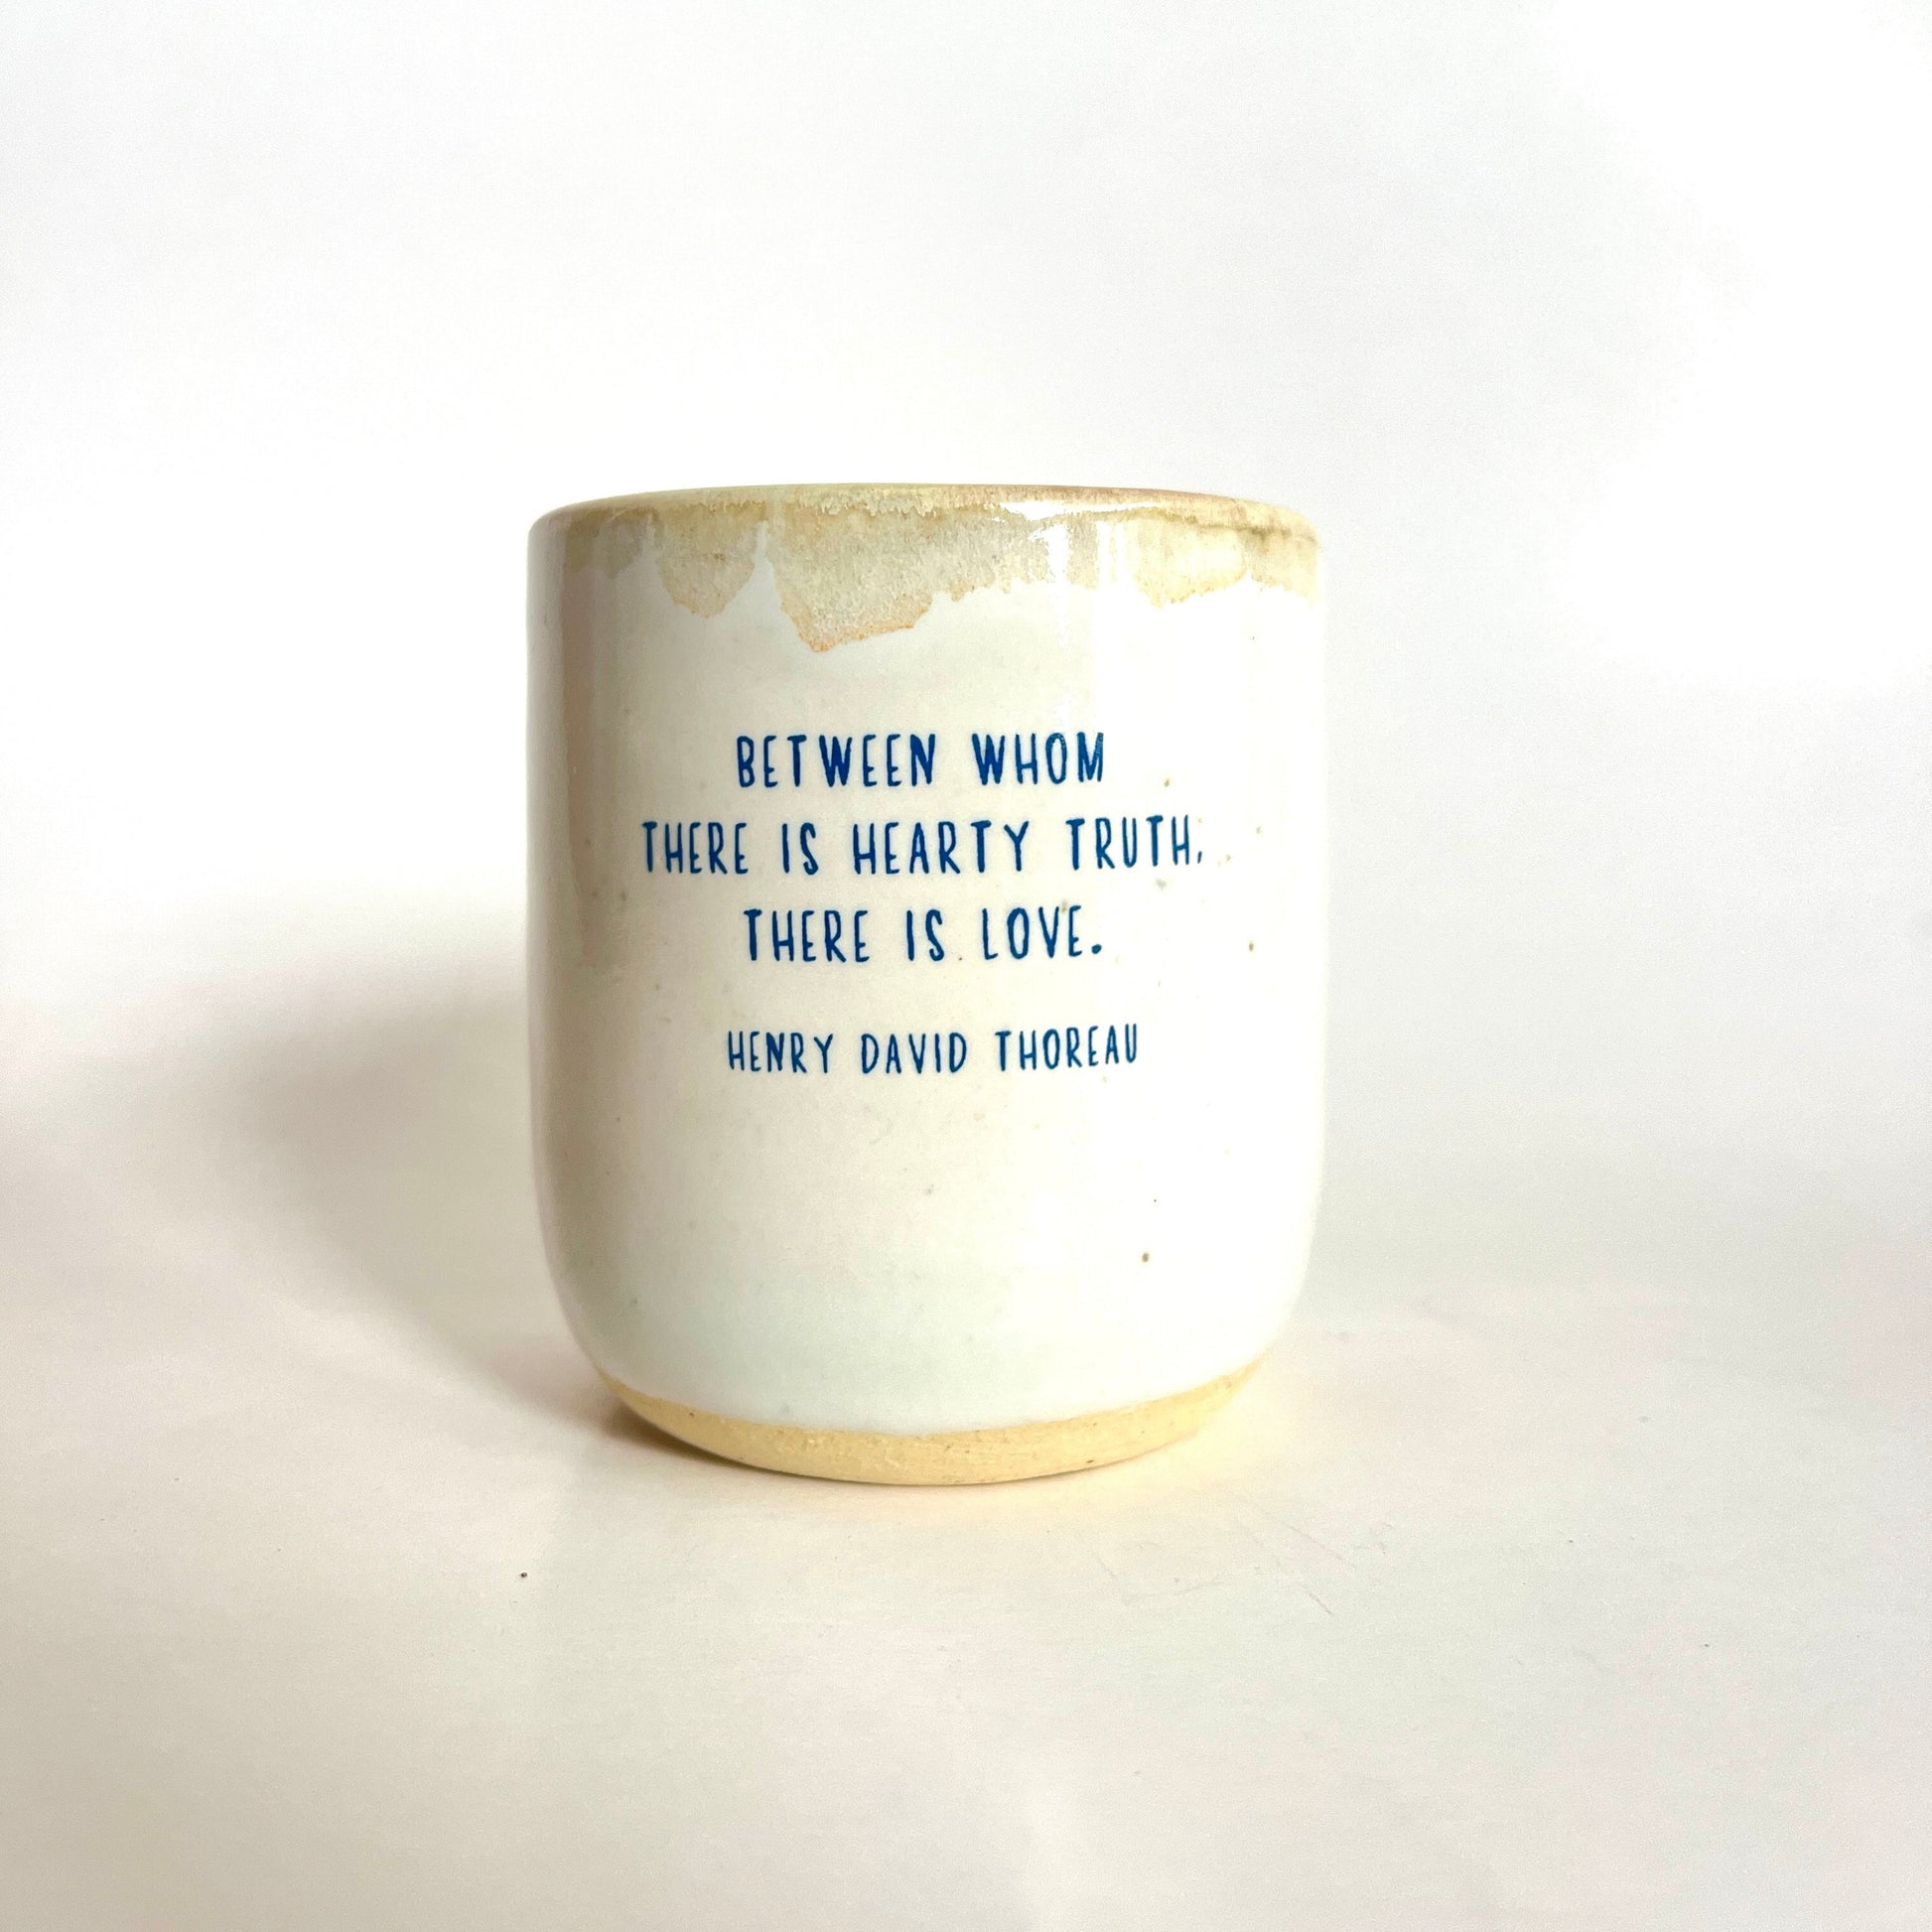 BETWEEN WHOM
THERE IS HEARTY TRUTH,
THERE IS LOVE.
HENRY DAVID THOREAU